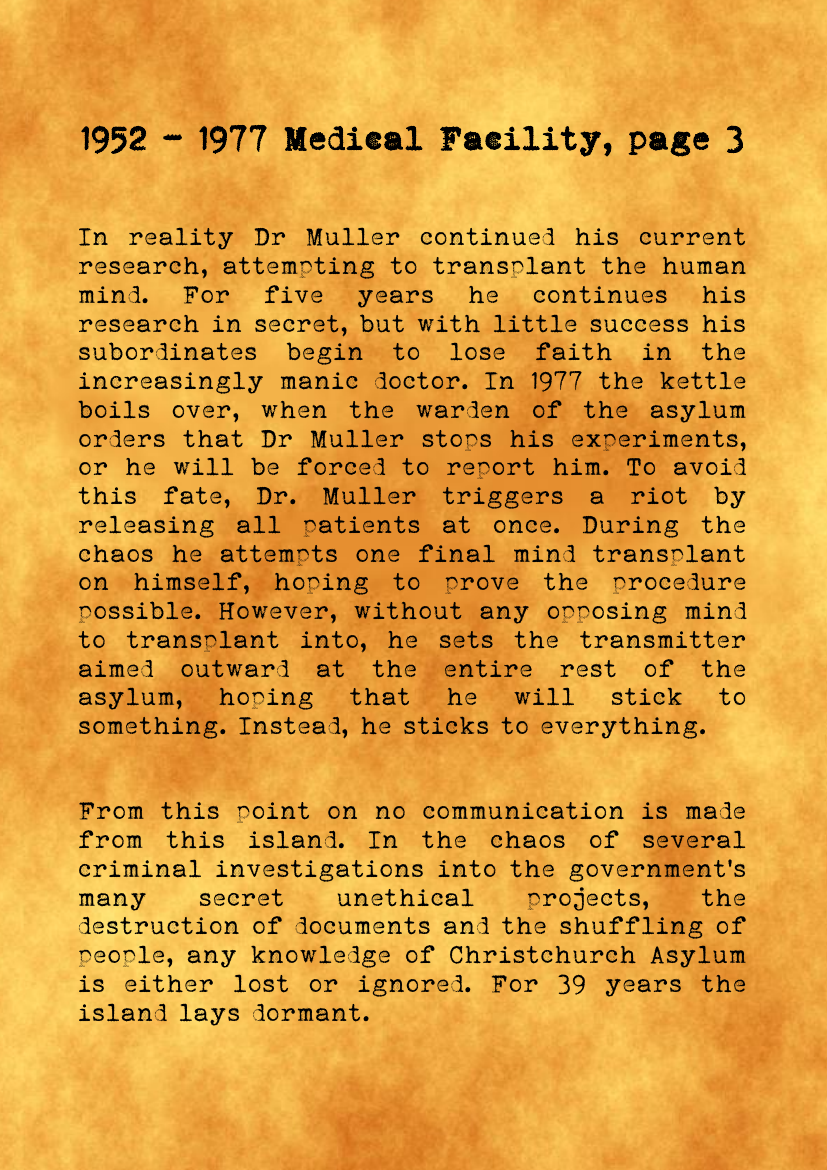 1952 - 1977 Medical Facility, page 3
In reality Dr Muller continued his current
research, attempting to transplant the human
mind. For five years he continues his
research in secret, but with little success his
subordinates begin to lose faith in the
increasingly manic doctor. In 1977 the kettle
boils over, when the warden of the asylum
orders that Dr Muller stops his experiments,
or he will be forced to report him. To avoid
this fate, Dr. Muller triggers a riot by
releasing all patients at once. During the
chaos he attempts one final mind transplant
on himself, hoping to prove the procedure
possible. However, without any opposing mind
to transplant into, he sets the transmitter
aimed outward at the entire rest of the
asylum, hoping that he will stick to
something. Instead, he sticks to everything.
From this point on no communication is made
from this island. In the chaos of several
criminal investigations into the government's
many secret unethical projects, the
destruction of documents and the shuffling of
people, any knowledge of Christchurch Asylum
is either lost or ignored. For 39 years the
island lays dormant.